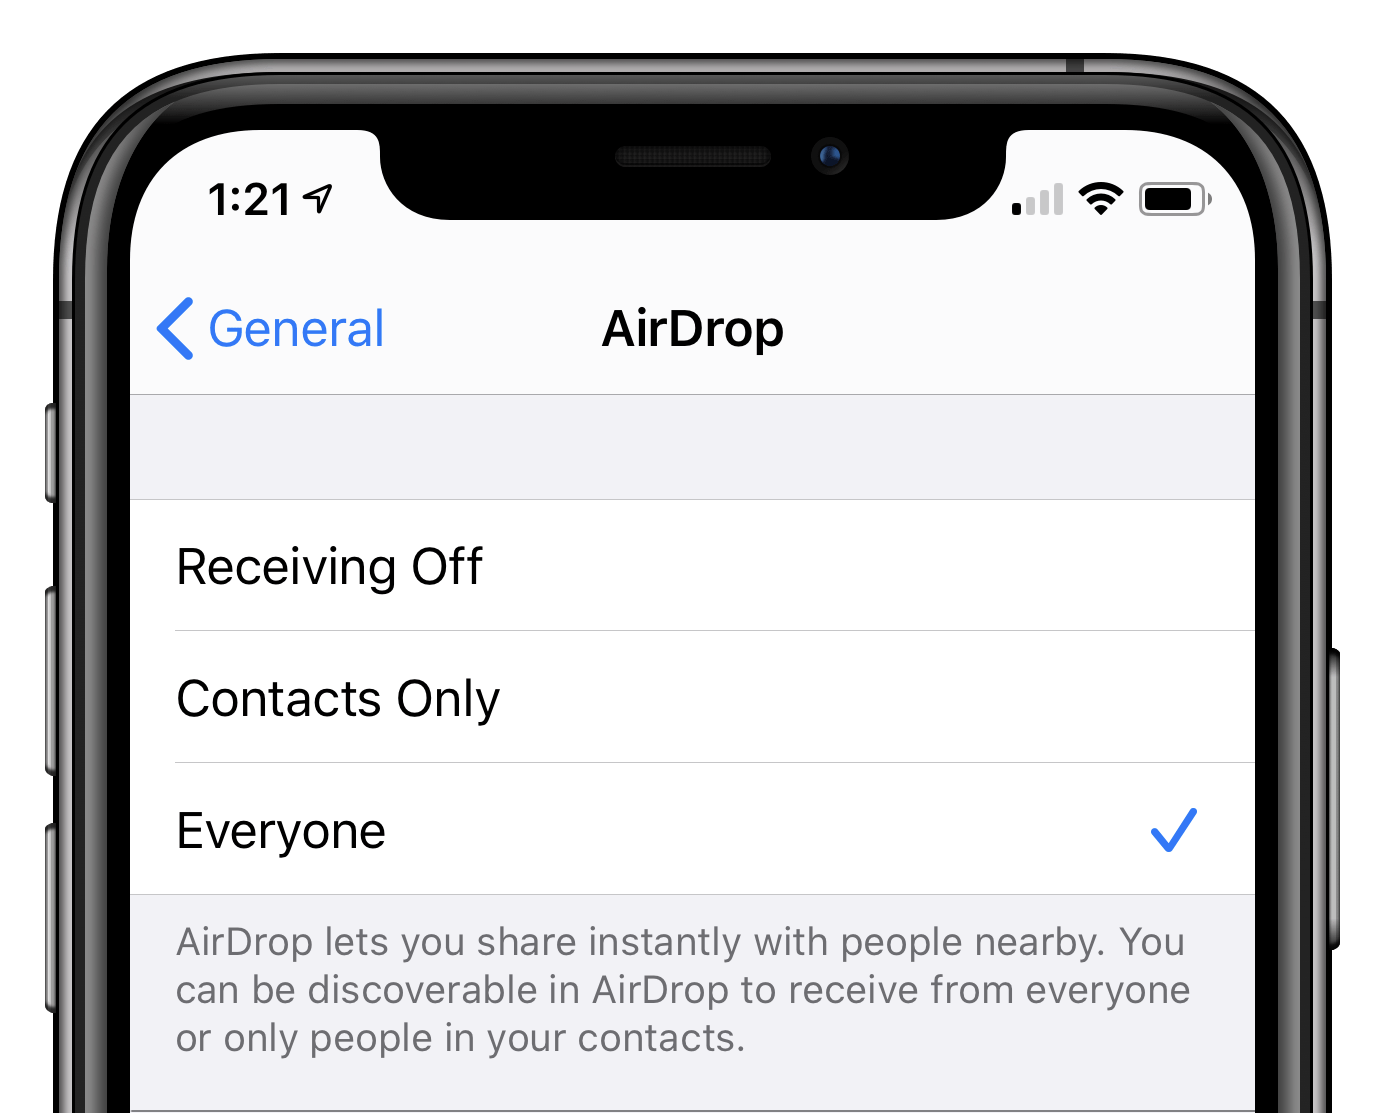 1:21
General
AirDrop
Receiving Off
Contacts Only
Everyone
AirDrop lets you share instantly with people nearby. You
can be discoverable in AirDrop to receive from everyone
or only people in your contacts.